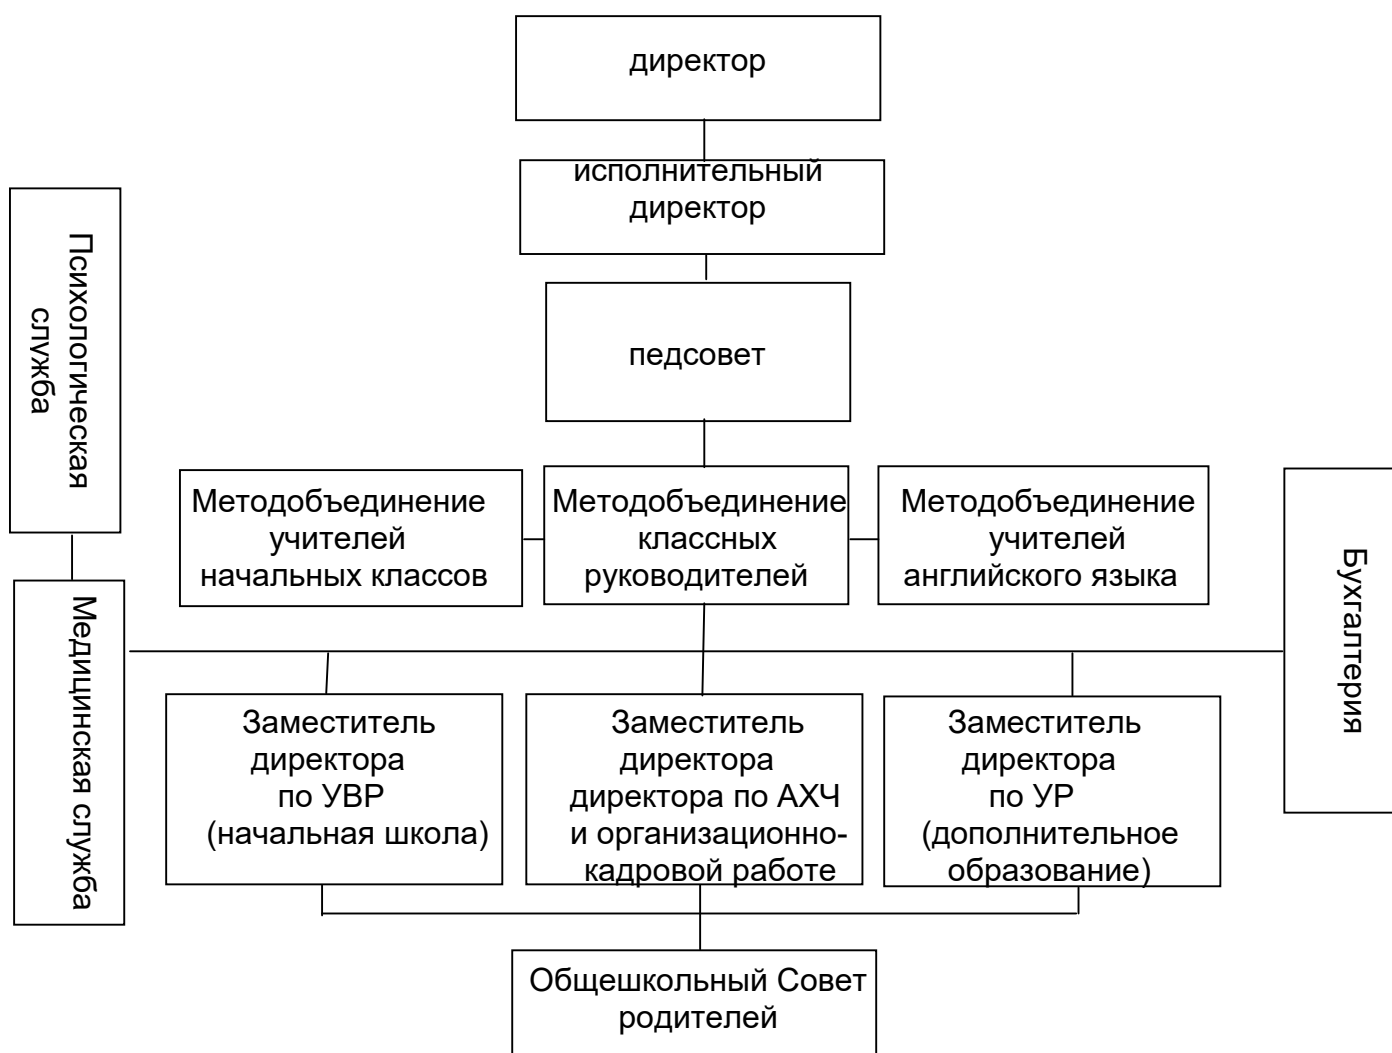 директор
исполнительный
директор
Психологическая
служба
педсовет
Методобъединение
учителей
начальных классов
Методобъединение
классных
руководителей
Методобъединение
учителей
английского языка
Бухгалтерия
Медицинская служба
Заместитель
директора
по УВР
(начальная школа)
Заместитель
директора
директора по АХЧ
и организационно-
кадровой работе
Заместитель
директора
по УР
(дополнительное
образование)
Общешкольный Совет
родителей